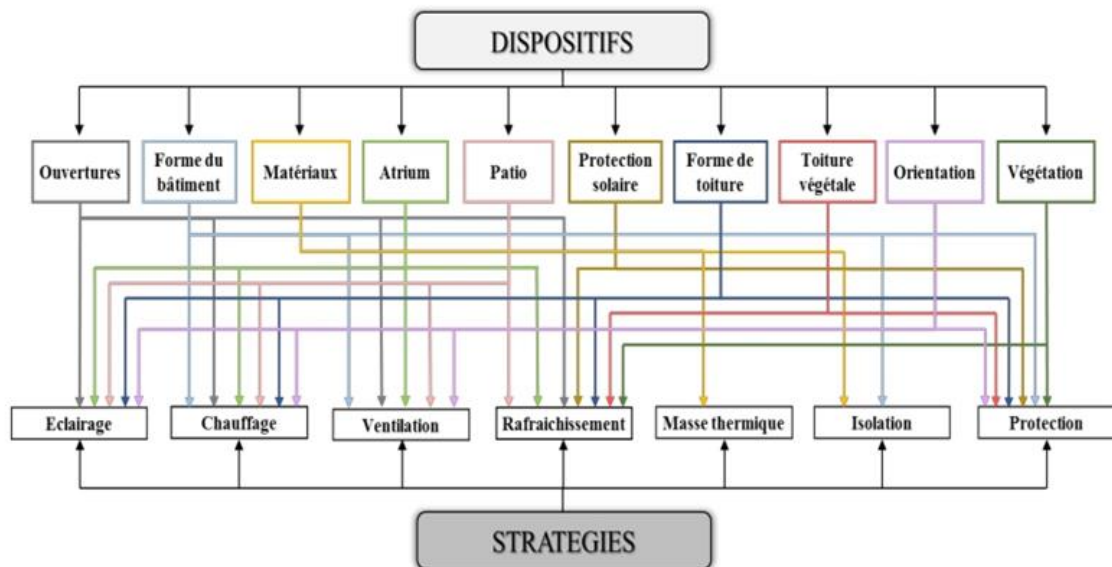 DISPOSITIFS
Ouvertures
Forme du
bâtiment
Matériaux
Atrium
Patio
Protection
solaire
Forme de
toiture
Toiture
végétale
Orientation
Végétation
Eclairage
Chauffage
Ventilation
Rafraichissement
Masse thermique
Isolation
Protection
STRATEGIES